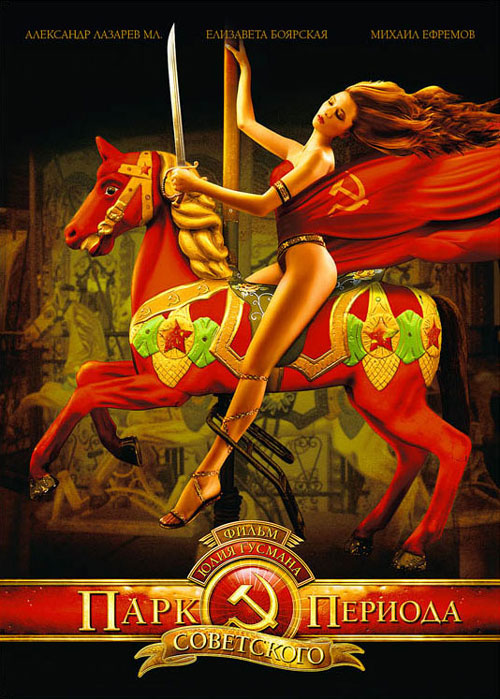 АЛЕКСАНДР ЛАЗАРЕВ МЛ. ЕЛИЗАВЕТА БОЯРСКАЯ МИХАИЛ ЕФРЕМОВ
ФИЛЬМ
ЮЛИЯ ГУСМАНА
ПАРК ПЕРИОДА
СОВЕТСКОГО